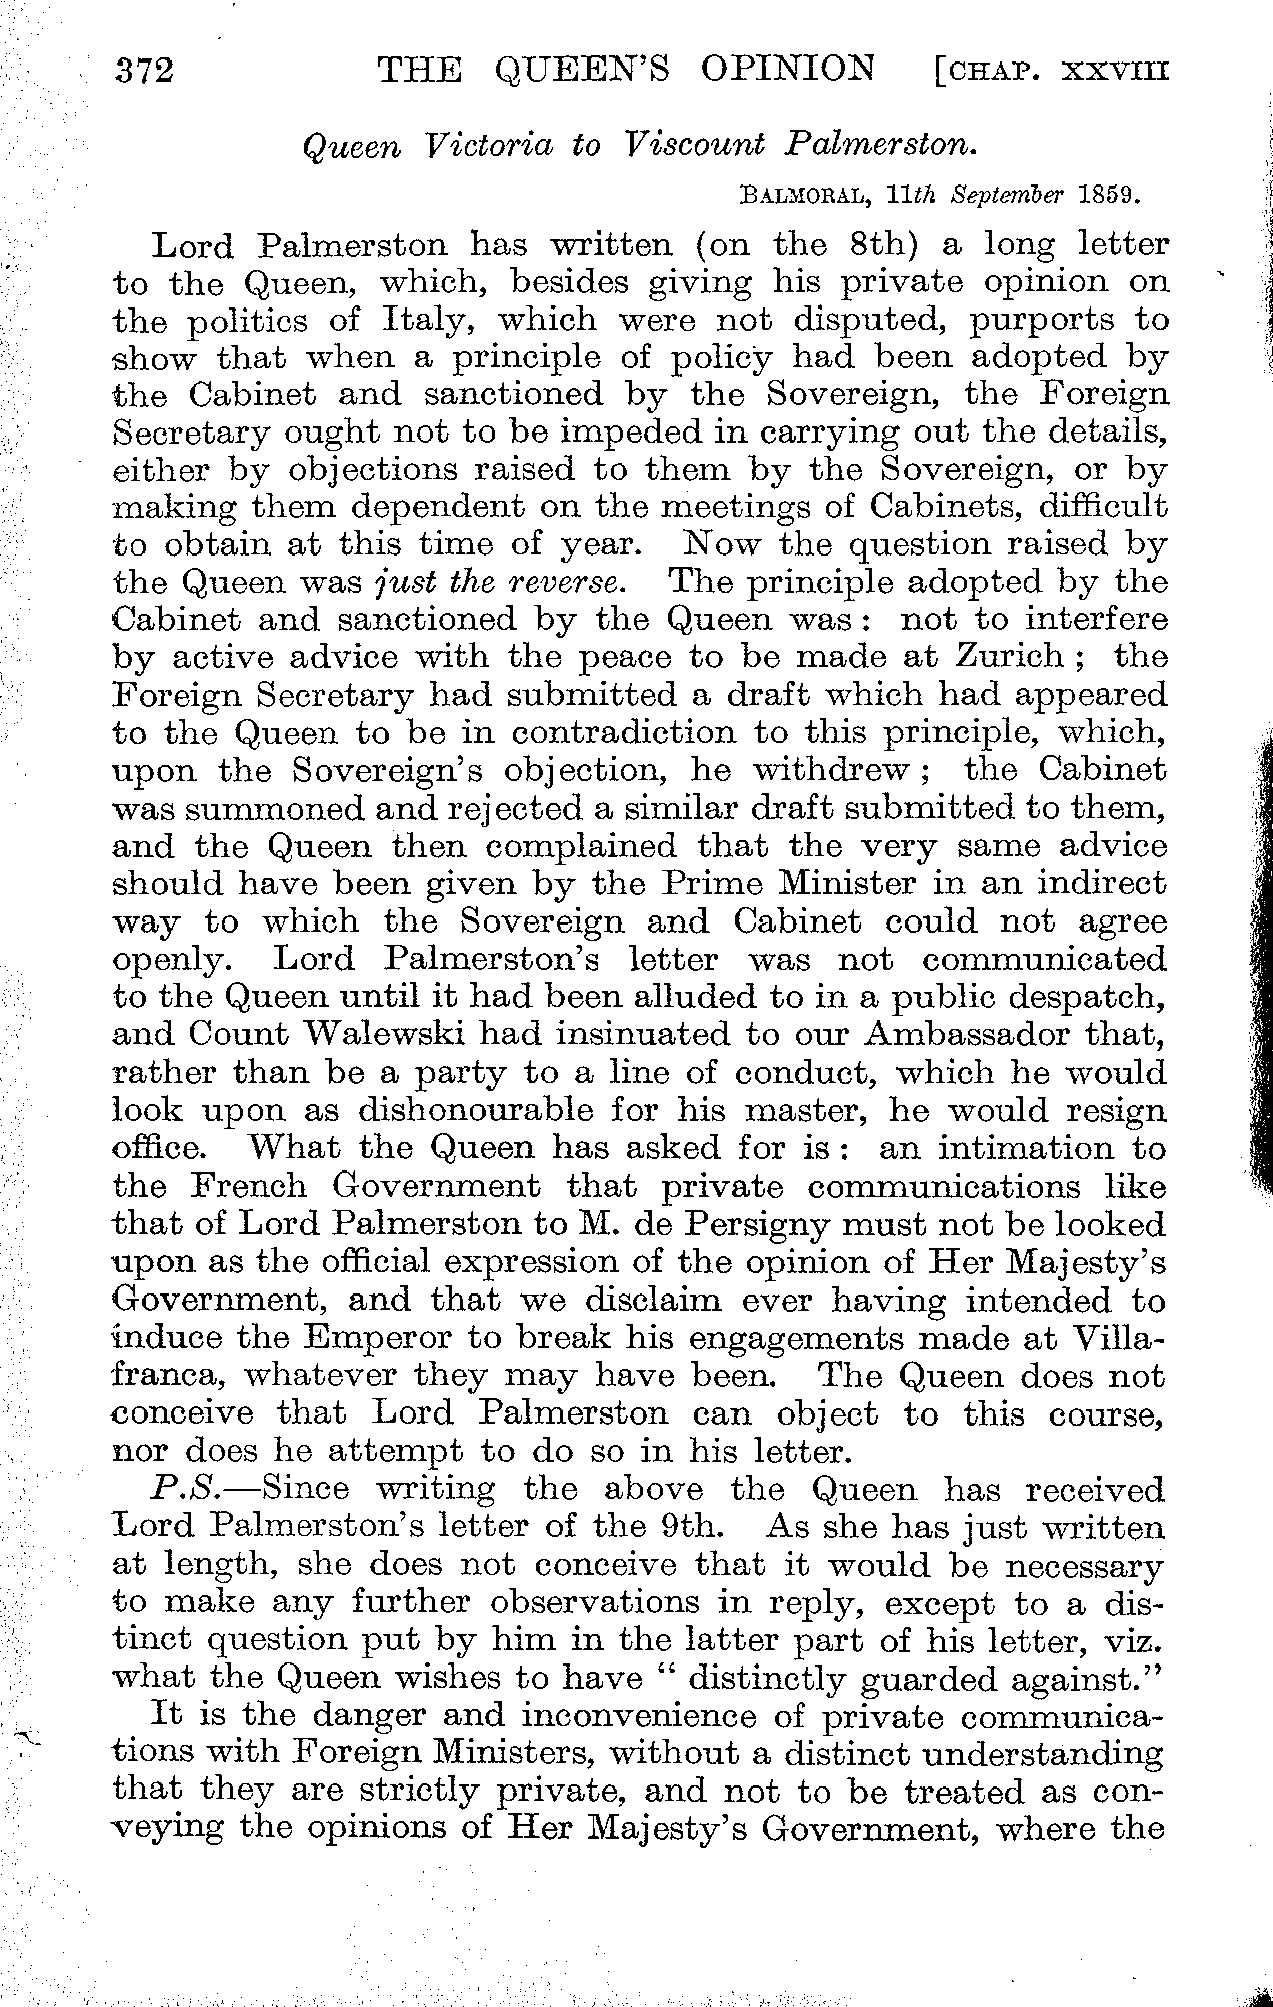 372 THE QUEEN'S OPINION [CHAP. XXVIII
Queen Victoria to Viscount Palmerston.
BALMORAL, 11th September 1859.
Lord Palmerston has written (on the 8th) a long letter
to the Queen, which, besides giving his private opinion on
the politics of Italy, which were not disputed, purports to
show that when a principle of policy had been adopted by
the Cabinet and sanctioned by the Sovereign, the Foreign
Secretary ought not to be impeded in carrying out the details,
either by objections raised to them by the Sovereign, or by
making them dependent on the meetings of Cabinets, difficult
to obtain at this time of year. Now the question raised by
the Queen was just the reverse. The principle adopted by the
Cabinet and sanctioned by the Queen was : not to interfere
by active advice with the peace to be made at Zurich ; the
Foreign Secretary had submitted a draft which had appeared
to the Queen to be in contradiction to this principle, which,
upon the Sovereign's objection, he withdrew ; the Cabinet
was summoned and rejected a similar draft submitted to them,
and the Queen then complained that the very same advice
should have been given by the Prime Minister in an indirect
way to which the Sovereign and Cabinet could not agree
openly. Lord Palmerston's letter was not communicated
to the Queen until it had been alluded to in a public despatch,
and Count Walewski had insinuated to our Ambassador that,
rather than be a party to a line of conduct, which he would
look upon as dishonourable for his master, he would resign
office. What the Queen has asked for is : an intimation to
the French Government that private communications like
that of Lord Palmerston to M. de Persigny must not be looked
upon as the official expression of the opinion of Her Majesty's
Government, and that we disclaim ever having intended to
induce the Emperor to break his engagements made at Villa-
franca, whatever they may have been. The Queen does not
conceive that Lord Palmerston can object to this course,
nor does he attempt to do so in his letter.
P.S.—Since writing the above the Queen has received
Lord Palmerston's letter of the 9th. As she has just written
at length, she does not conceive that it would be necessary
to make any further observations in reply, except to a dis-
tinct question put by him in the latter part of his letter, viz.
what the Queen wishes to have " distinctly guarded against."
It is the danger and inconvenience of private communica-
tions with Foreign Ministers, without a distinct understanding
that they are strictly private, and not to be treated as con-
veying the opinions of Her Majesty's Government, where the